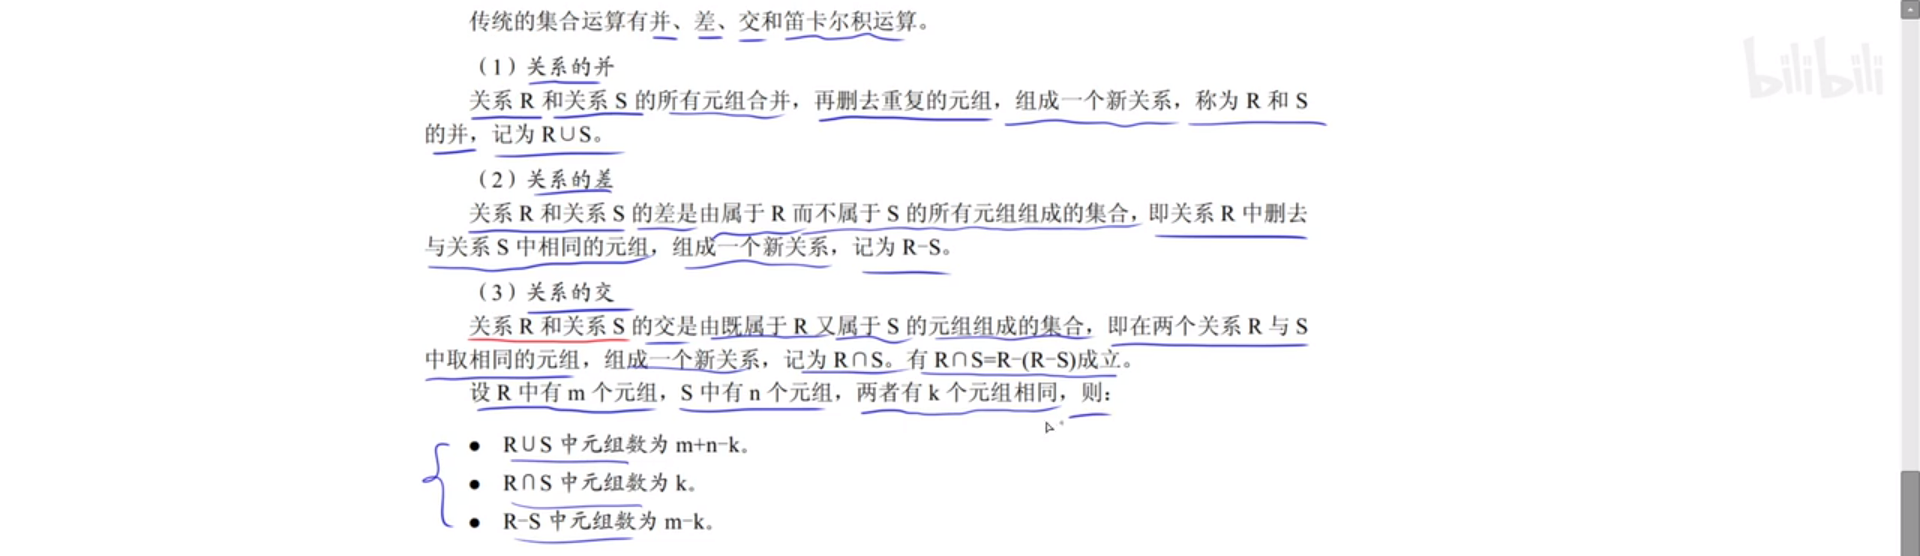 传统的集合运算有并、差、交和笛卡尔积运算。
bilibili
（1）关系的并
关系 R 和关系 S 的所有元组合并，再删去重复的元组，组成一个新关系，称为 R 和 S
的并，记为 R∪S。
（2）关系的差
关系 R 和关系 S 的差是由属于 R 而不属于 S 的所有元组组成的集合，即关系 R 中删去
与关系 S 中相同的元组，组成一个新关系，记为 R-S。
（3）关系的交
关系 R 和关系 S 的交是由既属于 R 又属于 S 的元组组成的集合，即在两个关系 R 与 S
中取相同的元组，组成一个新关系，记为 R∩S。有 R∩S=R-(R-S)成立。
设 R 中有 m 个元组，S 中有 n 个元组，两者有 k 个元组相同，则：
● R∪S 中元组数为 m+n-k。
● R∩S 中元组数为 k。
● R-S 中元组数为 m-k。